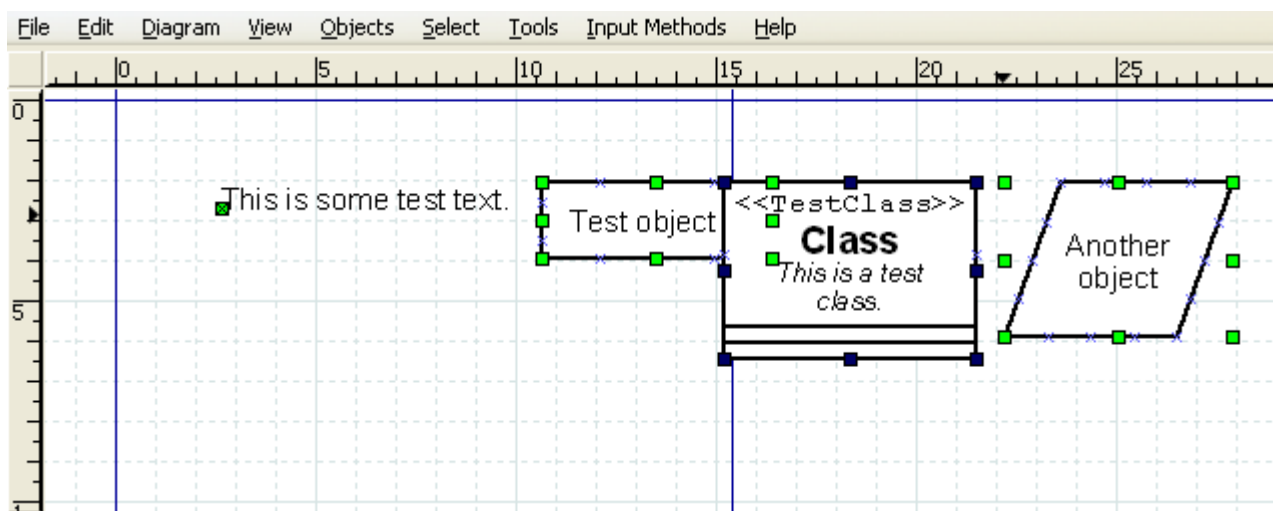 File Edit Diagram View Objects Select Tools Input Methods Help
0 5 10 15 20 25
0
This is some test text.
Test object
<<TestClass>>
Class
This is a test
class.
Another
object
5